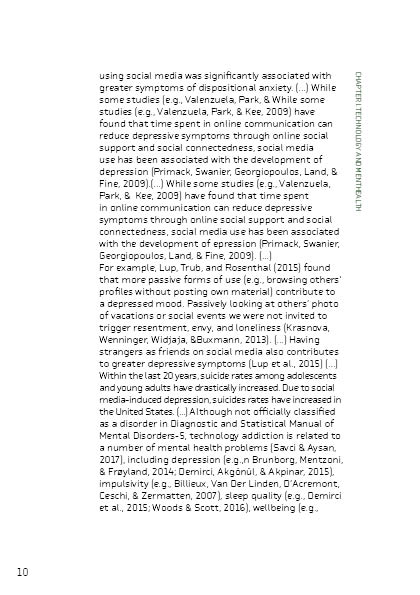 using social media was significantly associated with
greater symptoms of dispositional anxiety. (...) While
some studies (e.g., Valenzuela, Park, & While some
studies (e.g., Valenzuela, Park, & Kee, 2009) have
found that time spent in online communication can
reduce depressive symptoms through online social
support and social connectedness, social media
use has been associated with the development of
depression (Primack, Swanier, Georgiopoulos, Land, &
Fine, 2009).(...) While some studies (e.g., Valenzuela,
Park, & Kee, 2009) have found that time spent
in online communication can reduce depressive
symptoms through online social support and social
connectedness, social media use has been associated
with the development of epression (Primack, Swanier,
Georgiopoulos, Land, & Fine, 2009). (...)
For example, Lup, Trub, and Rosenthal (2015) found
that more passive forms of use (e.g., browsing others'
profiles without posting own material) contribute to
a depressed mood. Passively looking at others' photo
of vacations or social events we were not invited to
trigger resentment, envy, and loneliness (Krasnova,
Wenninger, Widjaja, &Buxmann, 2013). (...) Having
strangers as friends on social media also contributes
to greater depressive symptoms (Lup et al., 2015) (...)
Within the last 20 years, suicide rates among adolescents
and young adults have drastically increased. Due to social
media-induced depression, suicides rates have increased in
the United States. (...) Although not officially classified
as a disorder in Diagnostic and Statistical Manual of
Mental Disorders-5, technology addiction is related to
a number of mental health problems (Savci & Aysan,
2017), including depression (e.g.,n Brunborg, Mentzoni,
& Frøyland, 2014; Demirci, Akgönül, & Akpinar, 2015),
impulsivity (e.g., Billieux, Van Der Linden, D'Acremont,
Ceschi, & Zermatten, 2007), sleep quality (e.g., Demirci
et al., 2015; Woods & Scott, 2016), wellbeing (e.g.,
CHAPTER I: TECHNOLOGY AND MENT HEALTH
10